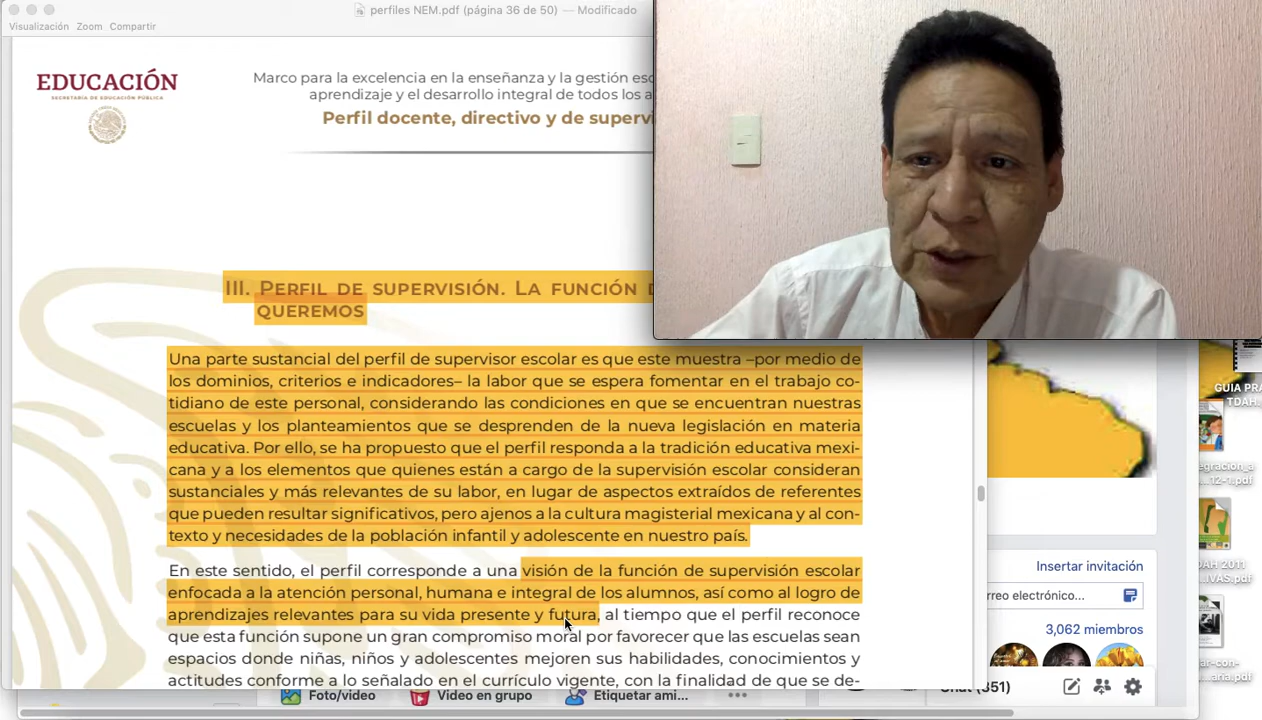 perfiles NEM.pdf (página 36 de 50) — Modificado
Visualización Zoom Compartir
EDUCACIÓN
SECRETARÍA DE EDUCACIÓN PÚBLICA
Marco para la excelencia en la enseñanza y la gestión
aprendizaje y el desarrollo integral de todos los
Perfil docente, directivo y de
III. Perfil de supervisión. La función
queremos
Una parte sustancial del perfil de supervisor escolar es que este muestra –por medio de
los dominios, criterios e indicadores– la labor que se espera fomentar en el trabajo co-
tidiano de este personal, considerando las condiciones en que se encuentran nuestras
escuelas y los planteamientos que se desprenden de la nueva legislación en materia
educativa. Por ello, se ha propuesto que el perfil responda a la tradición educativa mexi-
cana y a los elementos que quienes están a cargo de la supervisión escolar consideran
sustanciales y más relevantes de su labor, en lugar de aspectos extraídos de referentes
que pueden resultar significativos, pero ajenos a la cultura magisterial mexicana y al con-
texto y necesidades de la población infantil y adolescente en nuestro país.
En este sentido, el perfil corresponde a una visión de la función de supervisión escolar
enfocada a la atención personal, humana e integral de los alumnos, así como al logro de
aprendizajes relevantes para su vida presente y futura, al tiempo que el perfil reconoce
que esta función supone un gran compromiso moral por favorecer que las escuelas sean
espacios donde niñas, niños y adolescentes mejoren sus habilidades, conocimientos y
actitudes conforme a lo señalado en el currículo vigente, con la finalidad de que se de-
Foto/video
Video en grupo
Etiquetar ami...
GUIA PRA
TDAH.
egracion_a
...12-1.pdf
Insertar invitación
rreo electrónico...
DAH 2011
...IVAS.pdf
3,062 miembros
Chat (351)
ar-con-
...aria.pdf